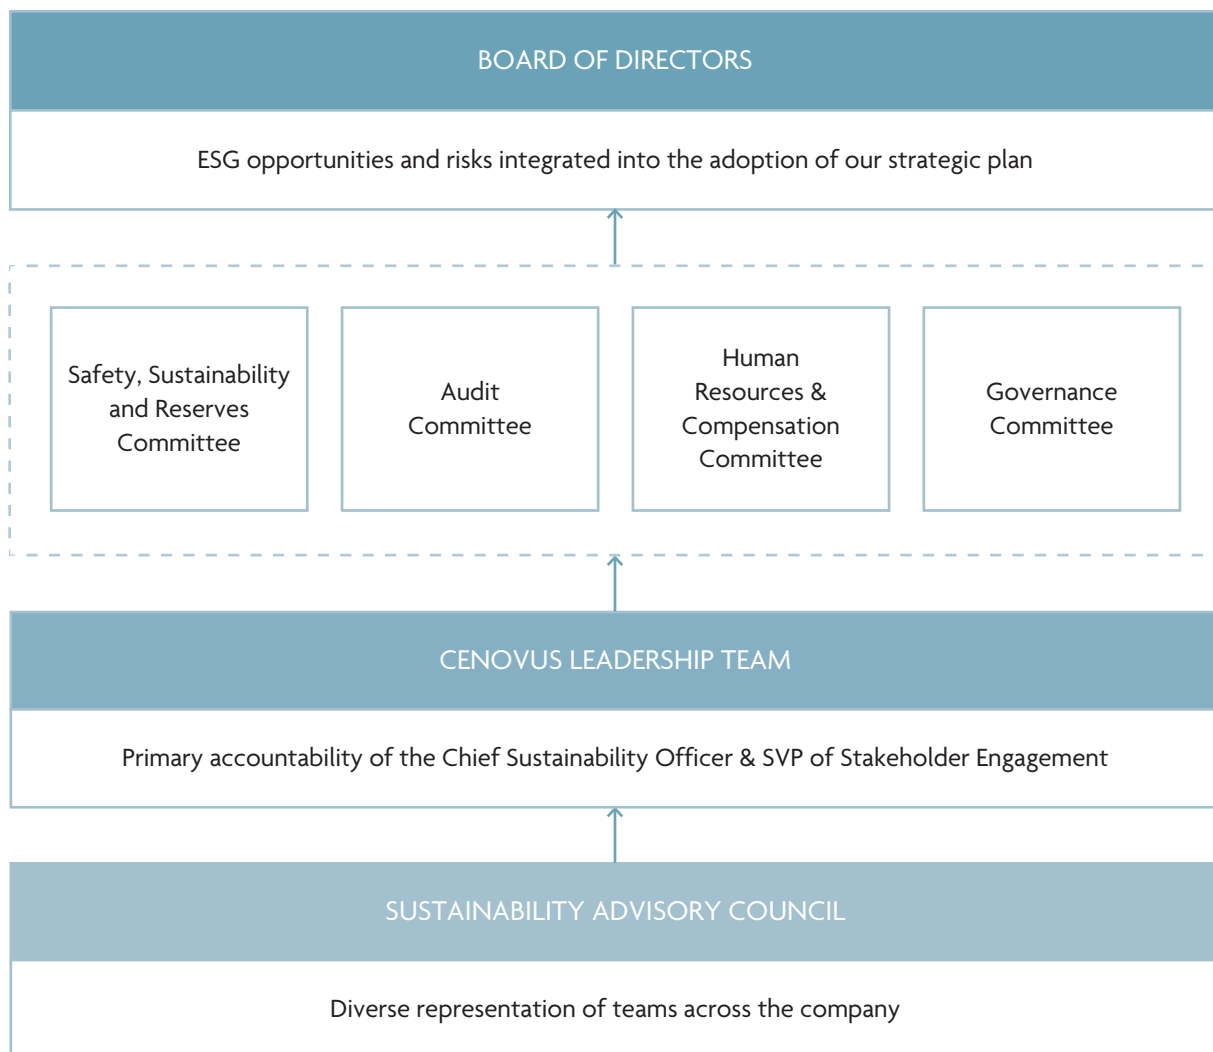 BOARD OF DIRECTORS
ESG opportunities and risks integrated into the adoption of our strategic plan
Safety, Sustainability
and Reserves
Committee
Audit
Committee
Human
Resources &
Compensation
Committee
Governance
Committee
CENOVUS LEADERSHIP TEAM
Primary accountability of the Chief Sustainability Officer & SVP of Stakeholder Engagement
SUSTAINABILITY ADVISORY COUNCIL
Diverse representation of teams across the company